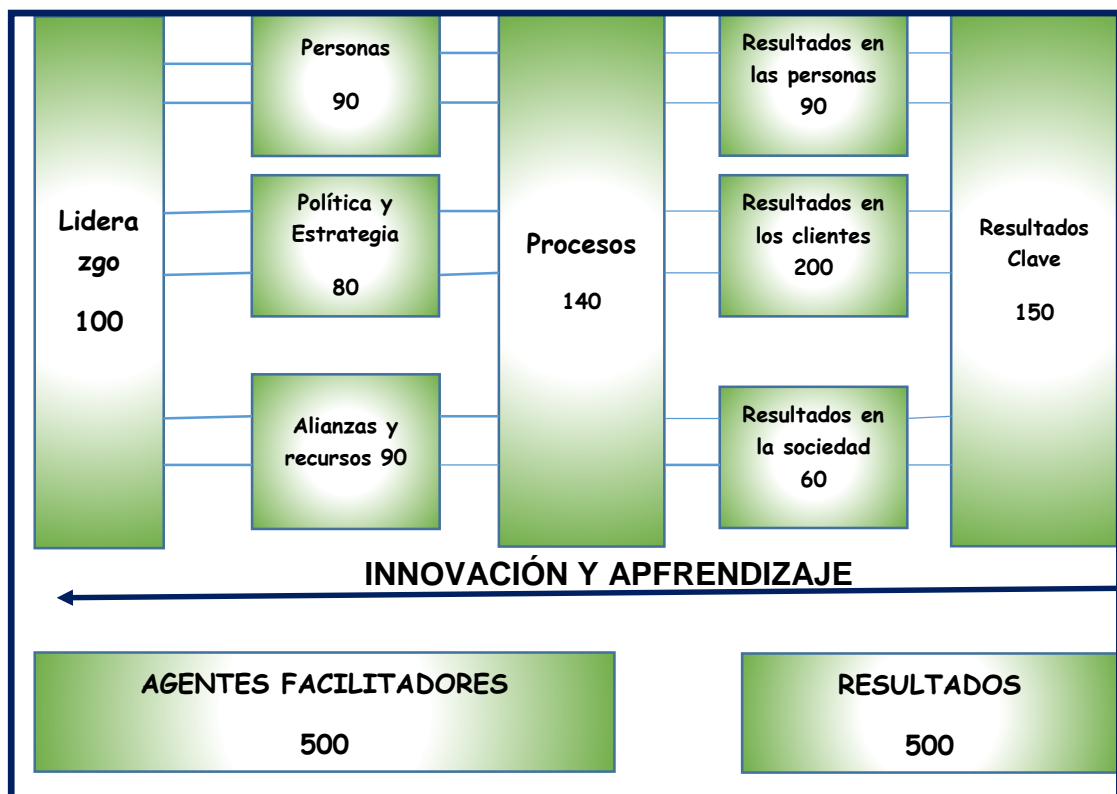 Lidera
zgo
100
Personas
90
Política y
Estrategia
80
Alianzas y
recursos 90
Procesos
140
Resultados en
las personas
90
Resultados en
los clientes
200
Resultados en
la sociedad
60
Resultados
Clave
150
INNOVACIÓN Y APFRENDIZAJE
AGENTES FACILITADORES
500
RESULTADOS
500